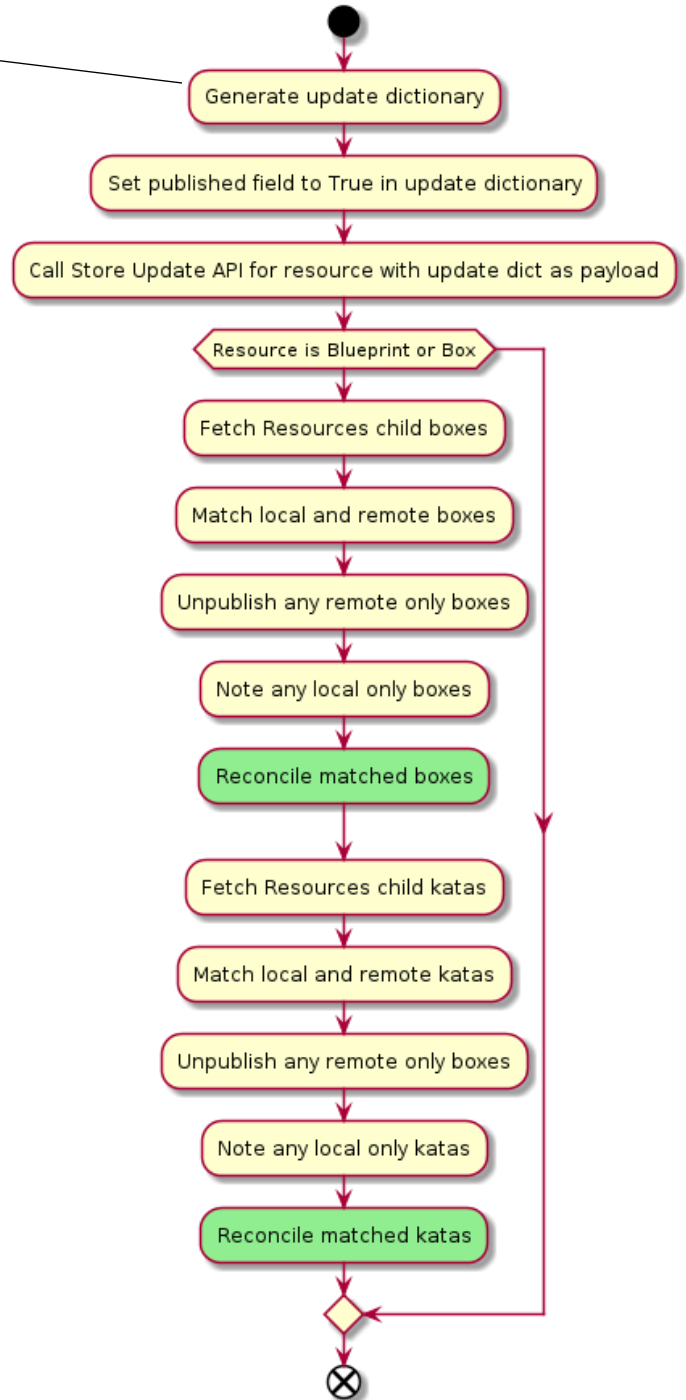 Generate update dictionary
Set published field to True in update dictionary
Call Store Update API for resource with update dict as payload
Resource is Blueprint or Box
Fetch Resources child boxes
Match local and remote boxes
Unpublish any remote only boxes
Note any local only boxes
Reconcile matched boxes
Fetch Resources child katas
Match local and remote katas
Unpublish any remote only boxes
Note any local only katas
Reconcile matched katas